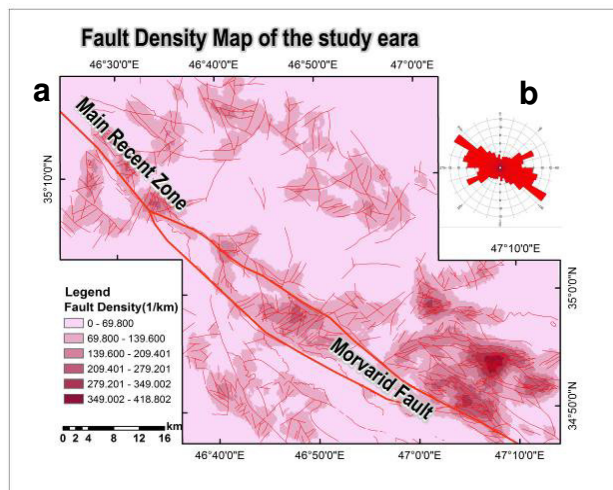 Fault Density Map of the study eara
46°30'0"E 46°40'0"E 46°50'0"E 47°0'0"E
a
b
Main Recent Zone
35°10'0"N
47°10'0"E
35°0'0"N
34°50'0"N
Morvarid Fault
Legend
Fault Density(1/km)
0 - 69.800
69.800 - 139.600
139.600 - 209.401
209.401 - 279.201
279.201 - 349.002
349.002 - 418.802
km
0 2 4 8 12 16
46°40'0"E 46°50'0"E 47°0'0"E 47°10'0"E